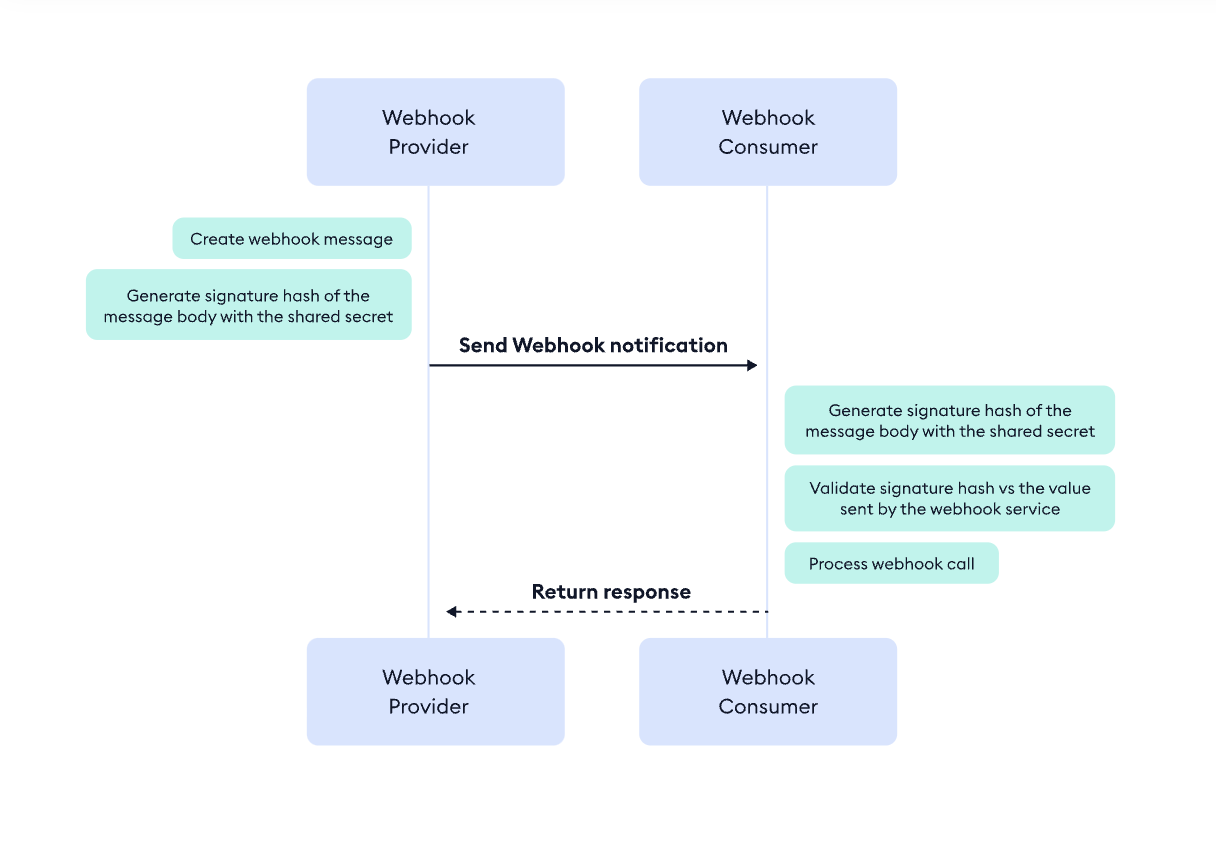 Webhook
Provider
Webhook
Consumer
Create webhook message
Generate signature hash of the
message body with the shared secret
Send Webhook notification
Generate signature hash of the
message body with the shared secret
Validate signature hash vs the value
sent by the webhook service
Process webhook call
Return response
Webhook
Provider
Webhook
Consumer